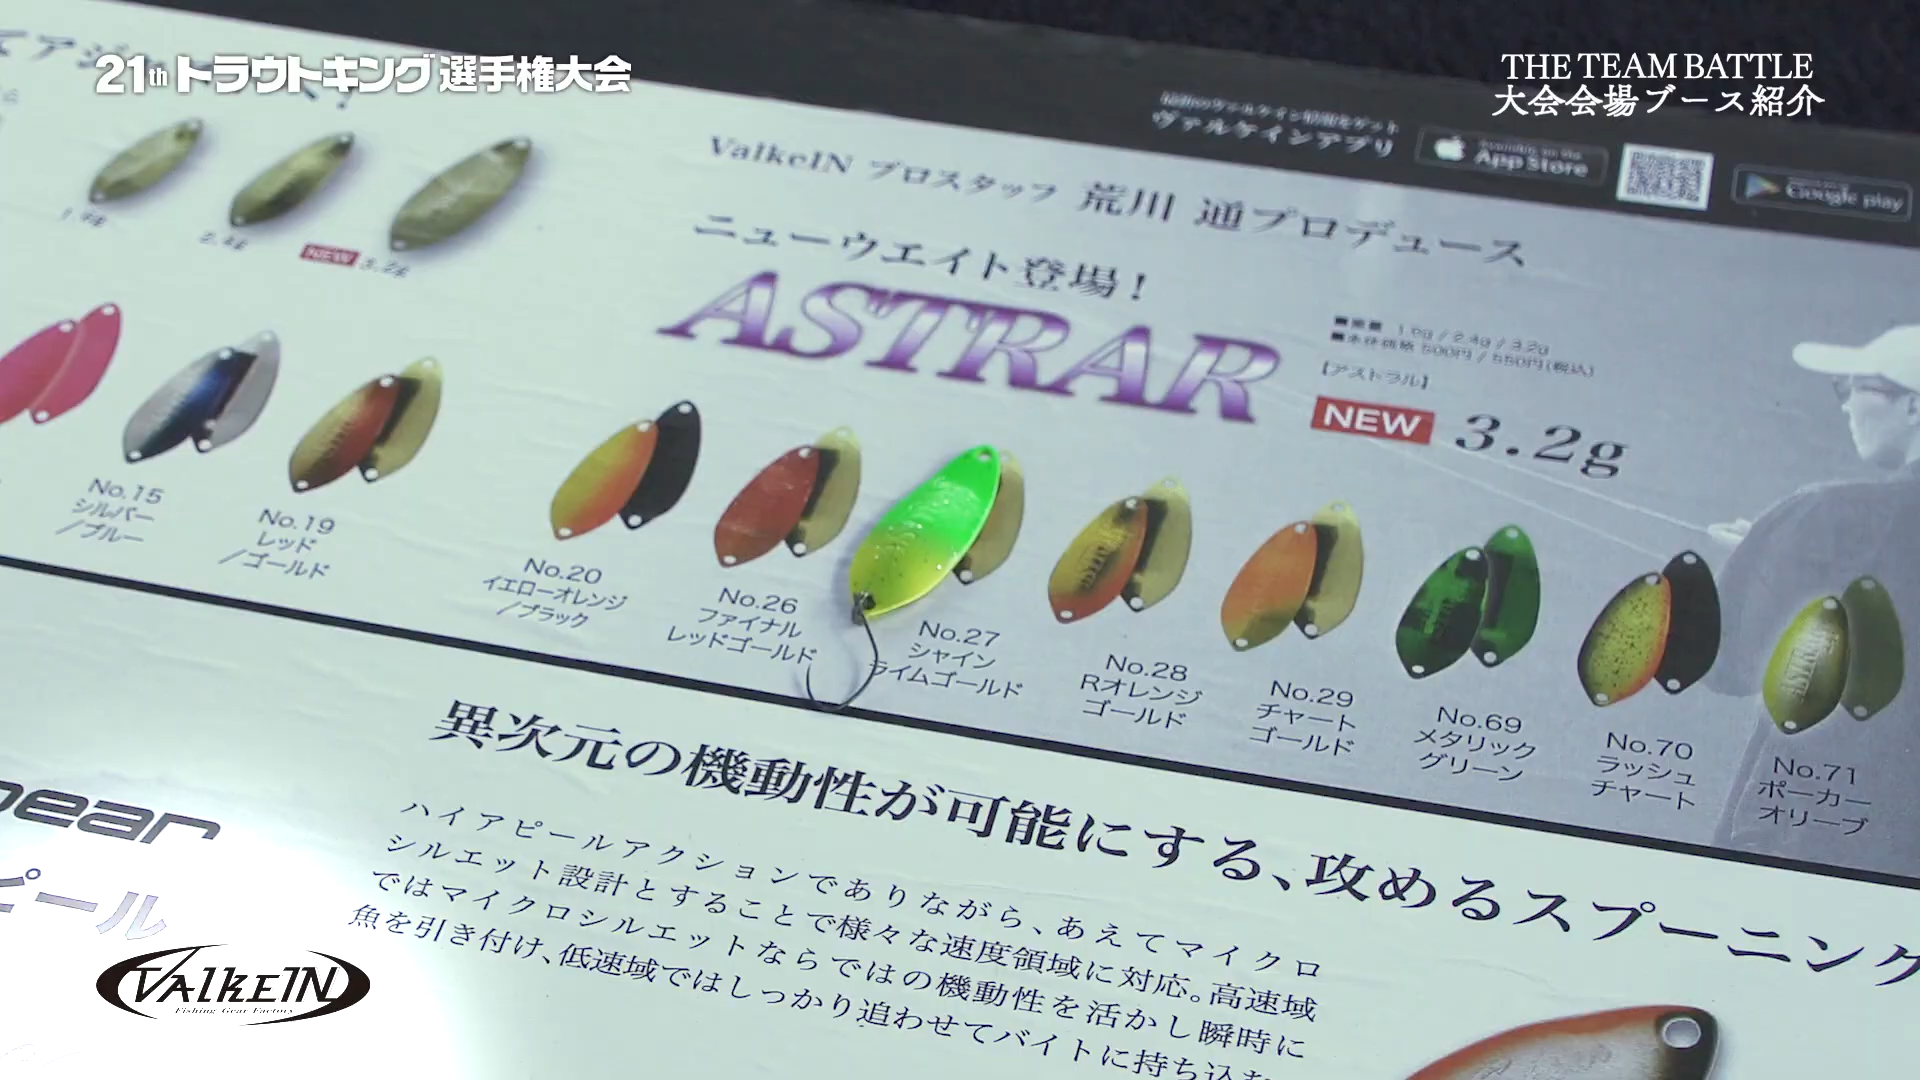 21th トラウトキング選手権大会
THE TEAM BATTLE
大会会場ブース紹介
ヴァルケインアプリ
App Store
Google play
ValkeIN プロスタッフ 荒川 通プロデュース
ニューウエイト登場！
ASTRAR
【アストラル】
NEW 3.2g
2.4g
NEW 3.2g
No.15
シルバー
／ブルー
No.19
レッド
／ゴールド
No.20
イエローオレンジ
／ブラック
No.26
ファイナル
レッドゴールド
No.27
シャイン
ライムゴールド
No.28
Rオレンジ
ゴールド
No.29
チャート
ゴールド
No.69
メタリック
グリーン
No.70
ラッシュ
チャート
No.71
ポーカー
オリーブ
異次元の機動性が可能にする、攻めるスプーニング
ハイアピールアクションでありながら、あえてマイクロ
シルエット設計とすることで様々な速度領域に対応。高速域
ではマイクロシルエットならではの機動性を活かし瞬時に
魚を引き付け、低速域ではしっかり追わせてバイトに持ち込
ear
ピール
ValkeIN
Fishing Gear Factory